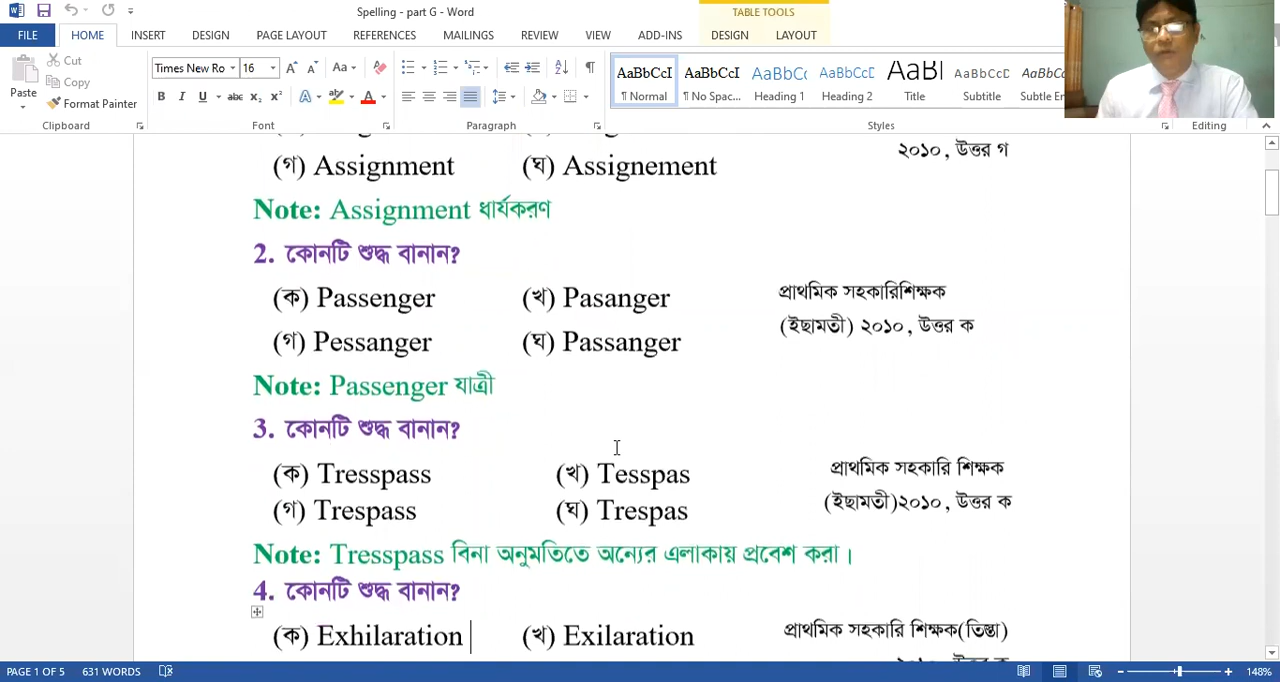 Spelling - part G - Word
TABLE TOOLS
FILE HOME INSERT DESIGN PAGE LAYOUT REFERENCES MAILINGS REVIEW VIEW ADD-INS DESIGN LAYOUT
Paste
Cut
Copy
Format Painter
Clipboard
Times New Ro 16
Font
Paragraph
AaBbCcI AaBbCcI AaBbCc AaBbCcI AaBl AaBbCcD AaBbCc
¶ Normal ¶ No Spac... Heading 1 Heading 2 Title Subtitle Subtle Em
Styles
Editing
(গ) Assignment (ঘ) Assignement ২০১০, উত্তর গ
Note: Assignment ধার্যকরণ
2. কোনটি শুদ্ধ বানান?
(ক) Passenger (খ) Pasanger প্রাথমিক সহকারিশিক্ষক
(গ) Pessanger (ঘ) Passanger (ইছামতী) ২০১০, উত্তর ক
Note: Passenger যাত্রী
3. কোনটি শুদ্ধ বানান?
(ক) Tresspass (খ) Tesspas প্রাথমিক সহকারি শিক্ষক
(গ) Trespass (ঘ) Trespas (ইছামতী)২০১০, উত্তর ক
Note: Tresspass বিনা অনুমতিতে অন্যের এলাকায় প্রবেশ করা।
4. কোনটি শুদ্ধ বানান?
(ক) Exhilaration (খ) Exilaration প্রাথমিক সহকারি শিক্ষক(তিস্তা)
PAGE 1 OF 5 631 WORDS 148%